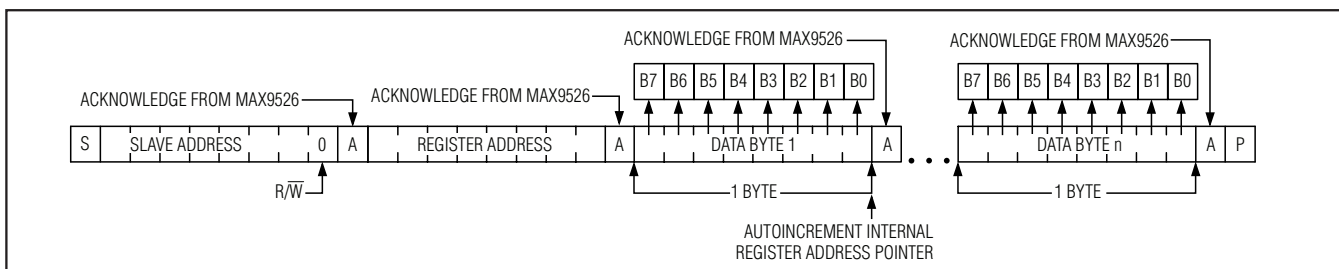 ACKNOWLEDGE FROM MAX9526
ACKNOWLEDGE FROM MAX9526
B7 B6 B5 B4 B3 B2 B1 B0
B7 B6 B5 B4 B3 B2 B1 B0
ACKNOWLEDGE FROM MAX9526
ACKNOWLEDGE FROM MAX9526
S SLAVE ADDRESS 0 A REGISTER ADDRESS A DATA BYTE 1 A ... DATA BYTE n A P
R/W̅
1 BYTE
1 BYTE
AUTOINCREMENT INTERNAL
REGISTER ADDRESS POINTER